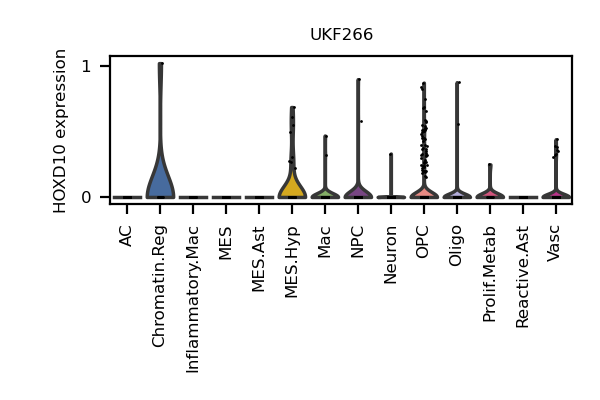 UKF266
HOXD10 expression
1
0
AC
Chromatin.Reg
Inflammatory.Mac
MES
MES.Ast
MES.Hyp
Mac
NPC
Neuron
OPC
Oligo
Prolif.Metab
Reactive.Ast
Vasc